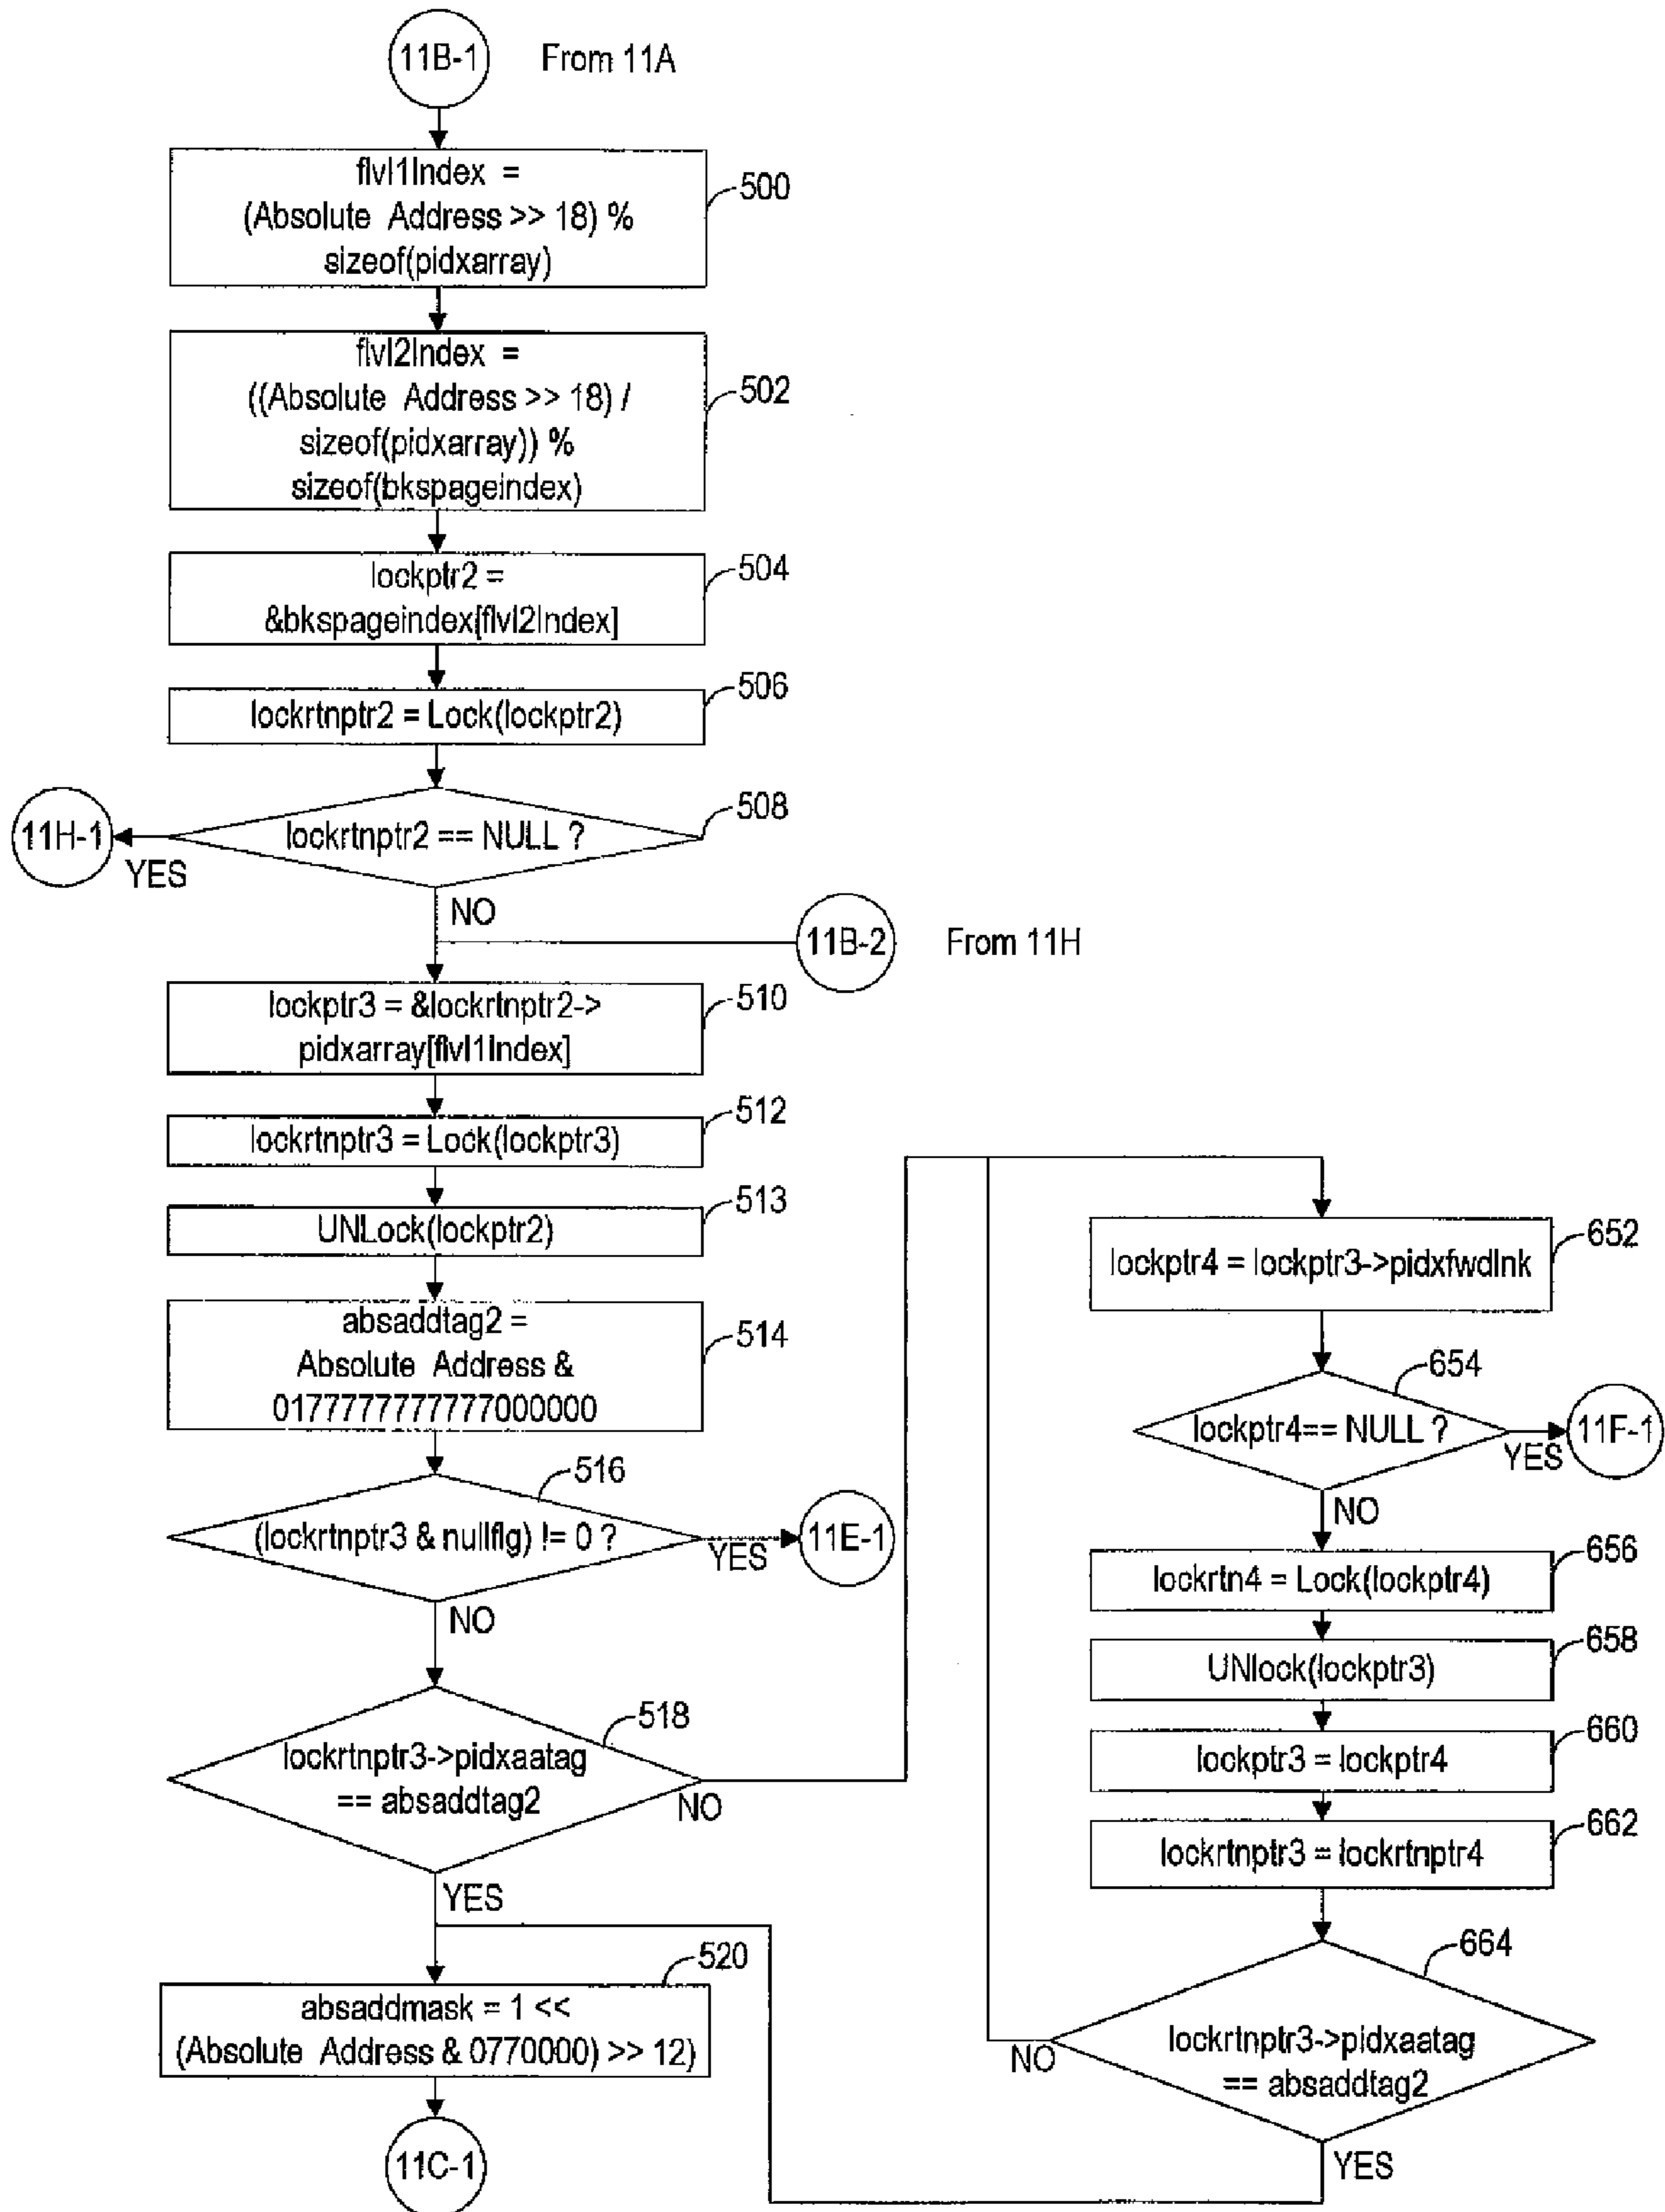 11B-1 From 11A
flvl1Index =
(Absolute Address >> 18) %
sizeof(pidxarray)
500
flvl2Index =
((Absolute Address >> 18) /
sizeof(pidxarray)) %
sizeof(bkspageindex)
502
lockptr2 =
&bkspageindex[flvl2Index]
504
lockrtnptr2 = Lock(lockptr2)
506
lockrtnptr2 == NULL ?
508
11H-1
YES
NO
11B-2 From 11H
lockptr3 = &lockrtnptr2->
pidxarray[flvl1Index]
510
lockrtnptr3 = Lock(lockptr3)
512
UNLock(lockptr2)
513
absaddtag2 =
Absolute Address &
0177777777777000000
514
(lockrtnptr3 & nullflg) != 0 ?
516
YES
11E-1
NO
lockrtnptr3->pidxaatag
== absaddtag2
518
NO
YES
absaddmask = 1 <<
(Absolute Address & 0770000) >> 12)
520
11C-1
lockptr4 = lockptr3->pidxfwdlnk
652
lockptr4== NULL ?
654
YES
11F-1
NO
lockrtn4 = Lock(lockptr4)
656
UNlock(lockptr3)
658
lockptr3 = lockptr4
660
lockrtnptr3 = lockrtnptr4
662
lockrtnptr3->pidxaatag
== absaddtag2
664
NO
YES